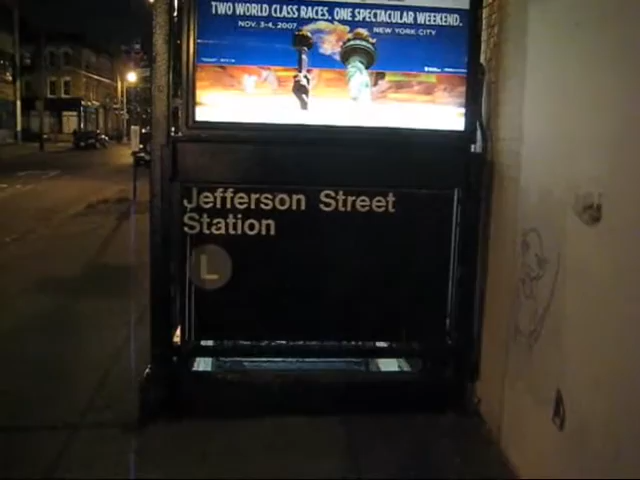 TWO WORLD CLASS RACES. ONE SPECTACULAR WEEKEND.
NOV. 3-4, 2007 NEW YORK CITY
Jefferson Street
Station
L